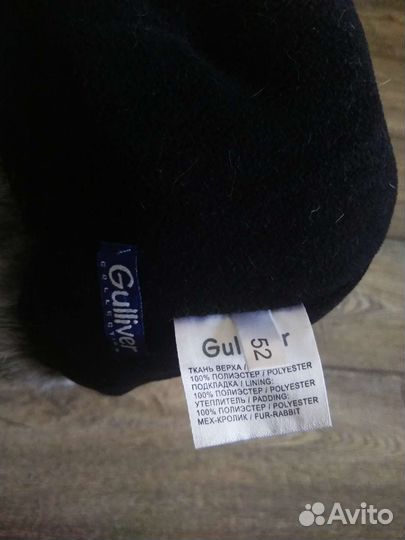 Gulliver
COLLECTION
Gul r
52
ТКАНЬ ВЕРХА /
100% ПОЛИЭСТЕР / POLYESTER
ПОДКЛАДКА / LINING:
100% ПОЛИЭСТЕР / POLYESTER
УТЕПЛИТЕЛЬ / PADDING:
100% ПОЛИЭСТЕР / POLYESTER
МЕХ-КРОЛИК / FUR-RABBIT
Avito